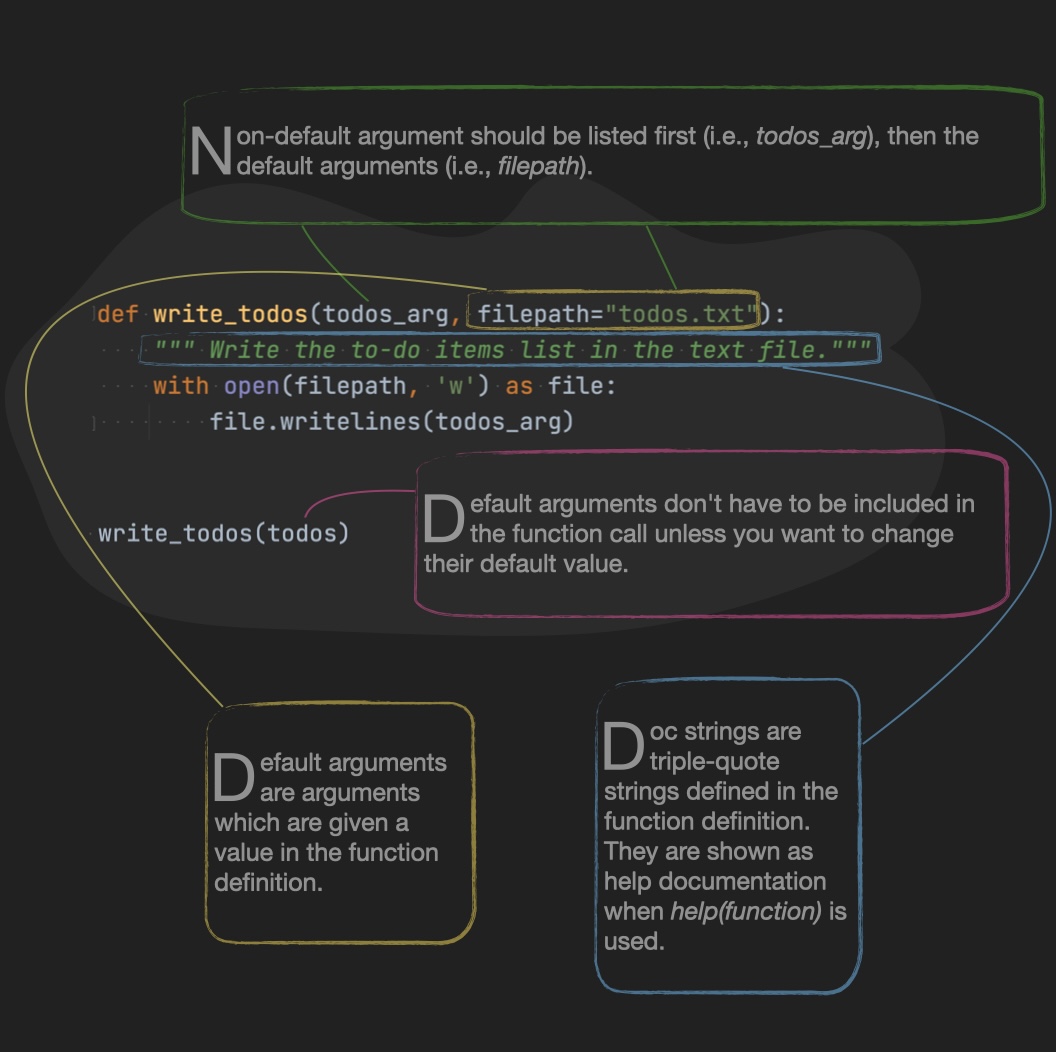 Non-default argument should be listed first (i.e., todos_arg), then the
default arguments (i.e., filepath).
def write_todos(todos_arg, filepath="todos.txt"):
""" Write the to-do items list in the text file."""
with open(filepath, 'w') as file:
file.writelines(todos_arg)
write_todos(todos)
Default arguments don't have to be included in
the function call unless you want to change
their default value.
Default arguments
are arguments
which are given a
value in the function
definition.
Doc strings are
triple-quote
strings defined in the
function definition.
They are shown as
help documentation
when help(function) is
used.